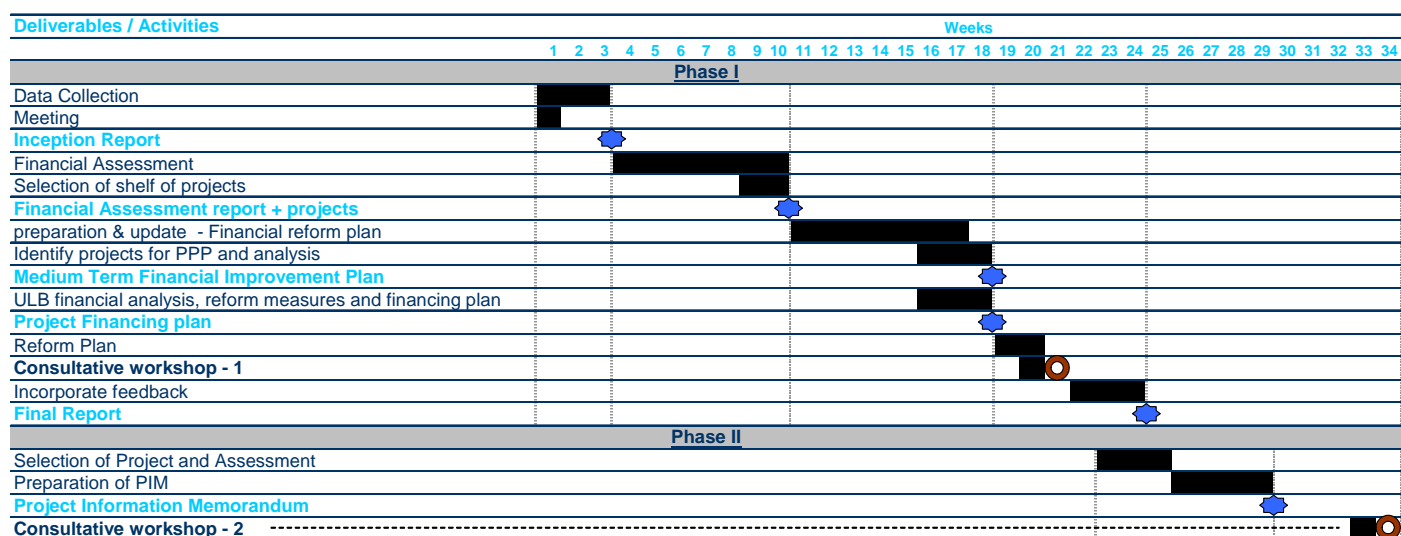 Deliverables / Activities Weeks
1 2 3 4 5 6 7 8 9 10 11 12 13 14 15 16 17 18 19 20 21 22 23 24 25 26 27 28 29 30 31 32 33 34
Phase I
Data Collection
Meeting
Inception Report
Financial Assessment
Selection of shelf of projects
Financial Assessment report + projects
preparation & update - Financial reform plan
Identify projects for PPP and analysis
Medium Term Financial Improvement Plan
ULB financial analysis, reform measures and financing plan
Project Financing plan
Reform Plan
Consultative workshop - 1
Incorporate feedback
Final Report
Phase II
Selection of Project and Assessment
Preparation of PIM
Project Information Memorandum
Consultative workshop - 2